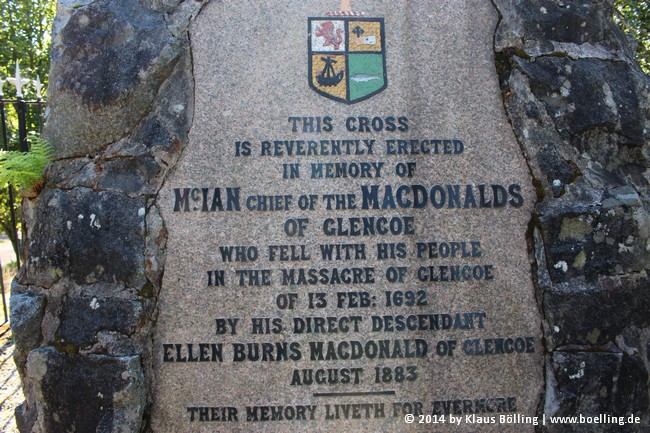 THIS CROSS
IS REVERENTLY ERECTED
IN MEMORY OF
McIAN CHIEF OF THE MACDONALDS
OF GLENCOE
WHO FELL WITH HIS PEOPLE
IN THE MASSACRE OF GLENCOE
OF 13 FEB: 1692
BY HIS DIRECT DESCENDANT
ELLEN BURNS MACDONALD OF GLENCOE
AUGUST 1883
THEIR MEMORY LIVETH FOR EVERMORE
© 2014 by Klaus Bölling | www.boelling.de